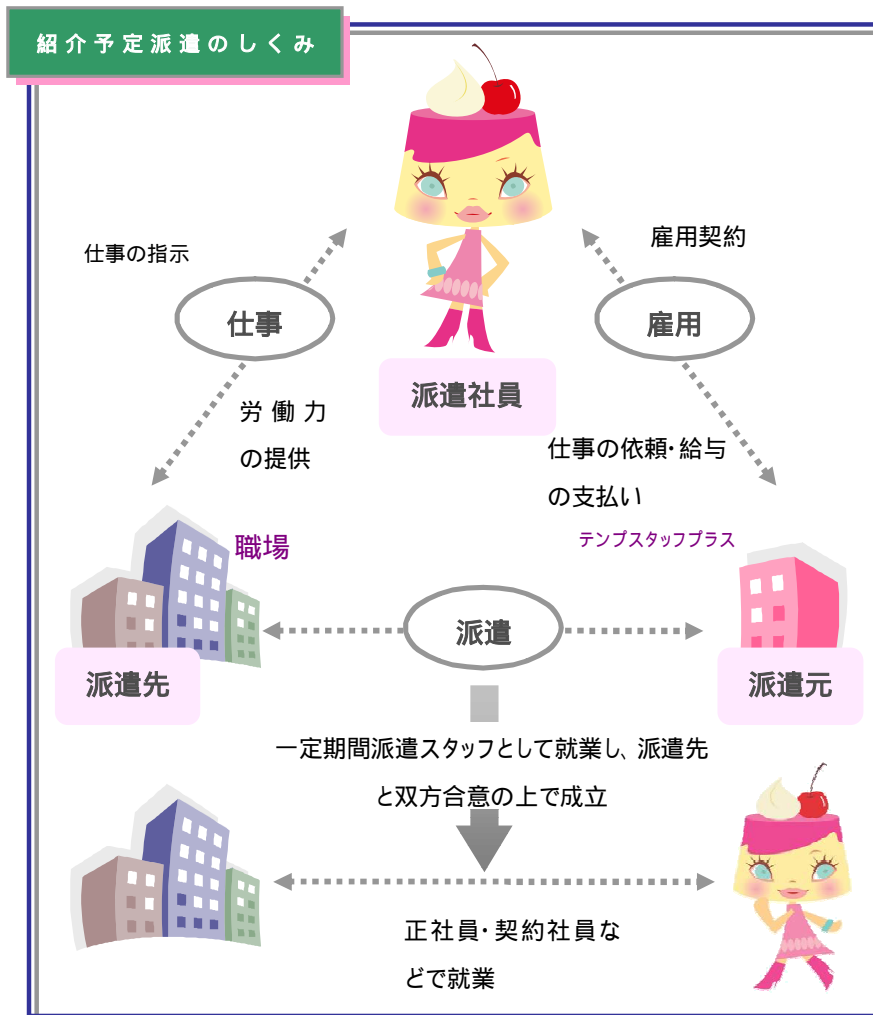 紹介予定派遣のしくみ
仕事の指示
雇用契約
仕事
雇用
派遣社員
労働力
の提供
仕事の依頼・給与
の支払い
職場
テンプスタッフプラス
派遣
派遣先
派遣元
一定期間派遣スタッフとして就業し、派遣先
と双方合意の上で成立
正社員・契約社員な
どで就業